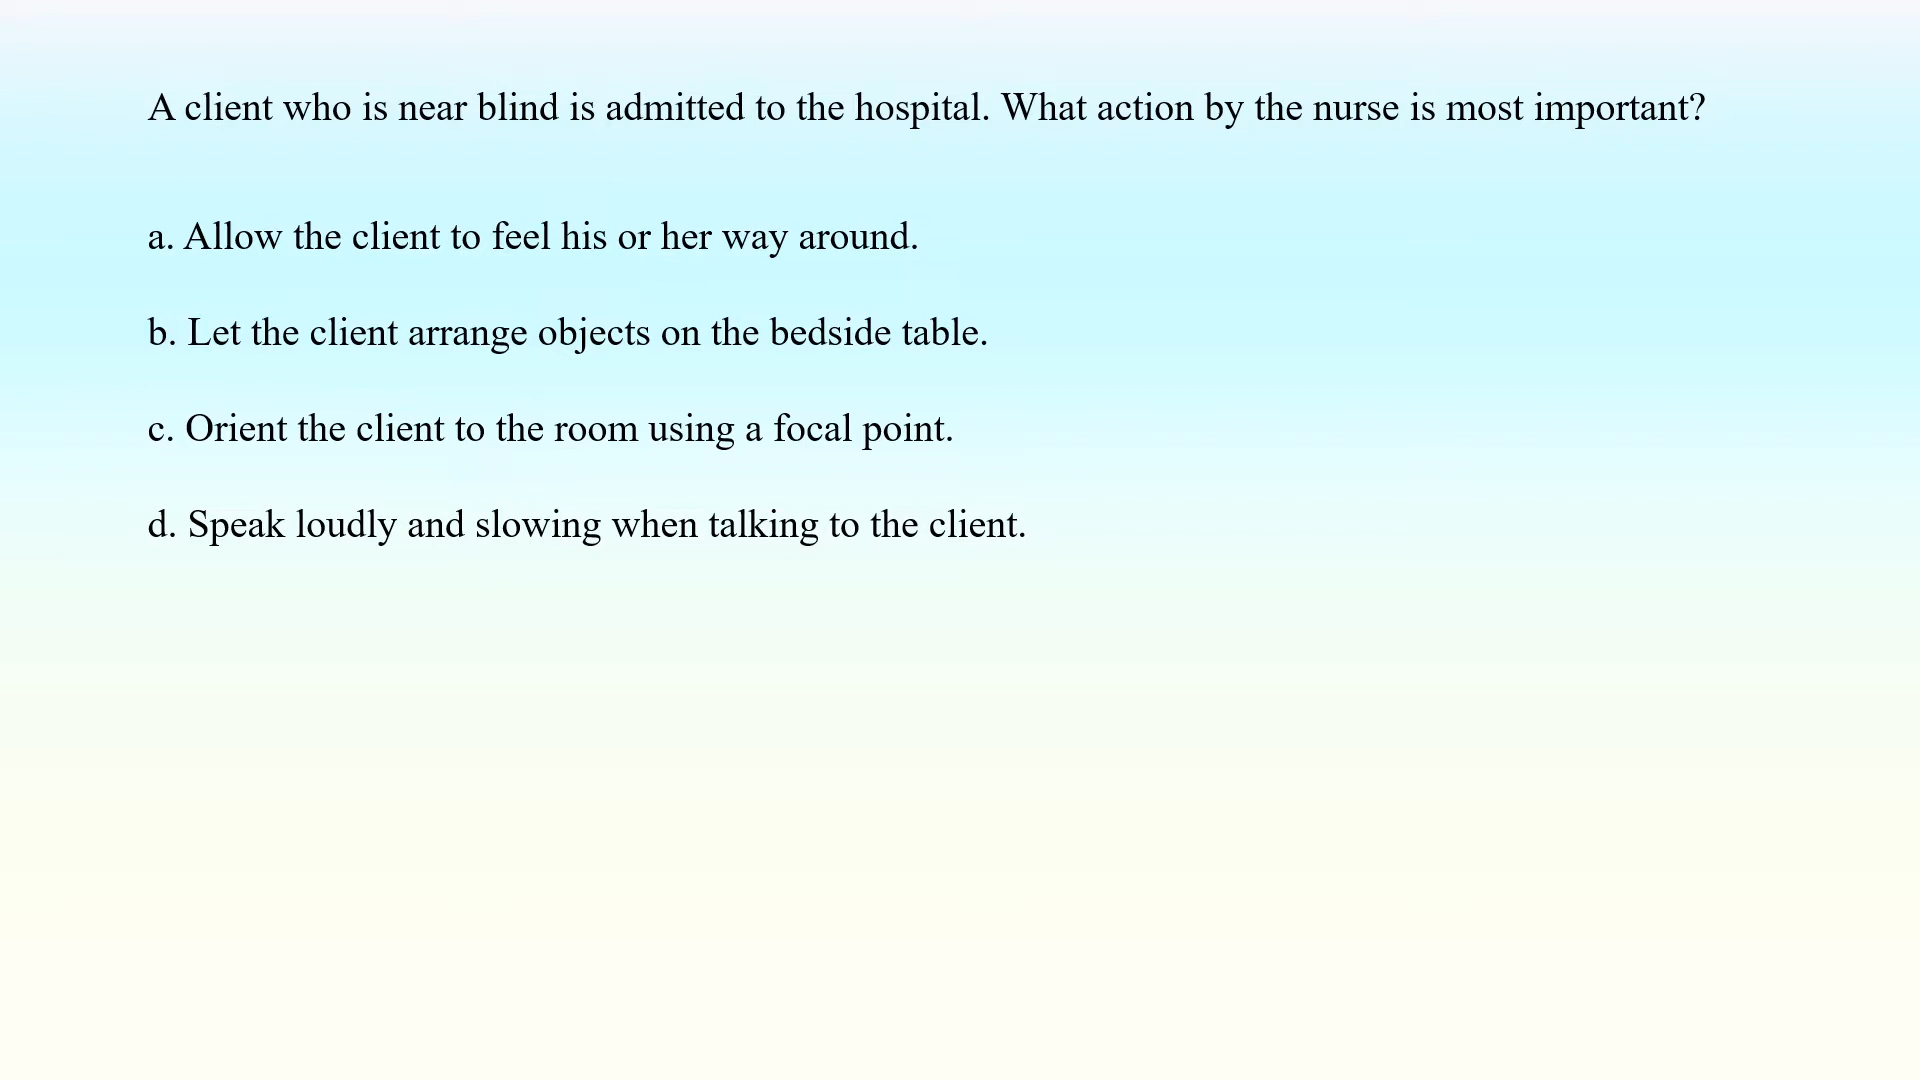 A client who is near blind is admitted to the hospital. What action by the nurse is most important?
a. Allow the client to feel his or her way around.
b. Let the client arrange objects on the bedside table.
c. Orient the client to the room using a focal point.
d. Speak loudly and slowing when talking to the client.